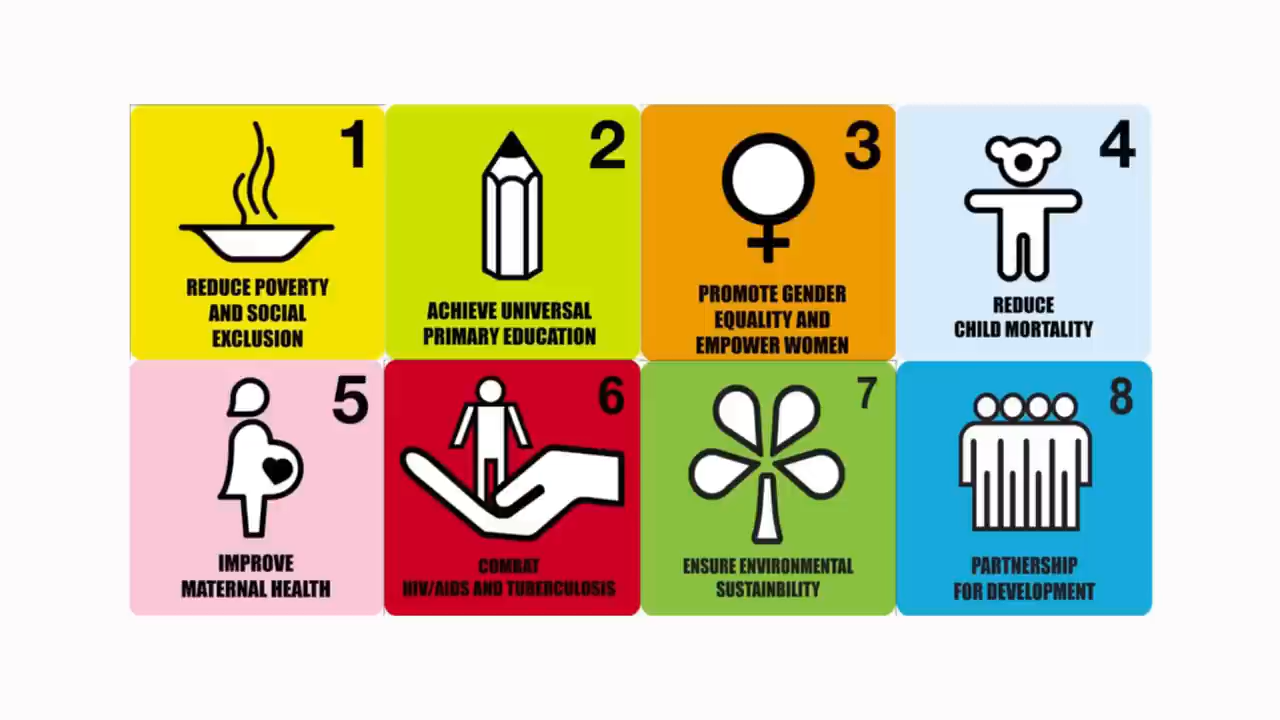 1
REDUCE POVERTY
AND SOCIAL
EXCLUSION
2
ACHIEVE UNIVERSAL
PRIMARY EDUCATION
3
PROMOTE GENDER
EQUALITY AND
EMPOWER WOMEN
4
REDUCE
CHILD MORTALITY
5
IMPROVE
MATERNAL HEALTH
6
COMBAT
HIV/AIDS AND TUBERCULOSIS
7
ENSURE ENVIRONMENTAL
SUSTAINBILITY
8
PARTNERSHIP
FOR DEVELOPMENT